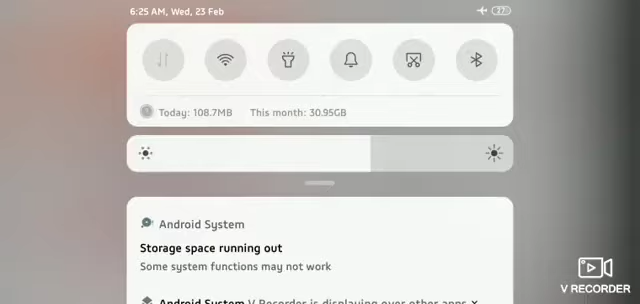 6:25 AM, Wed, 23 Feb
27
Today: 108.7MB This month: 30.95GB
Android System
Storage space running out
Some system functions may not work
Android System V Recorder is displaying over other apps
V RECORDER